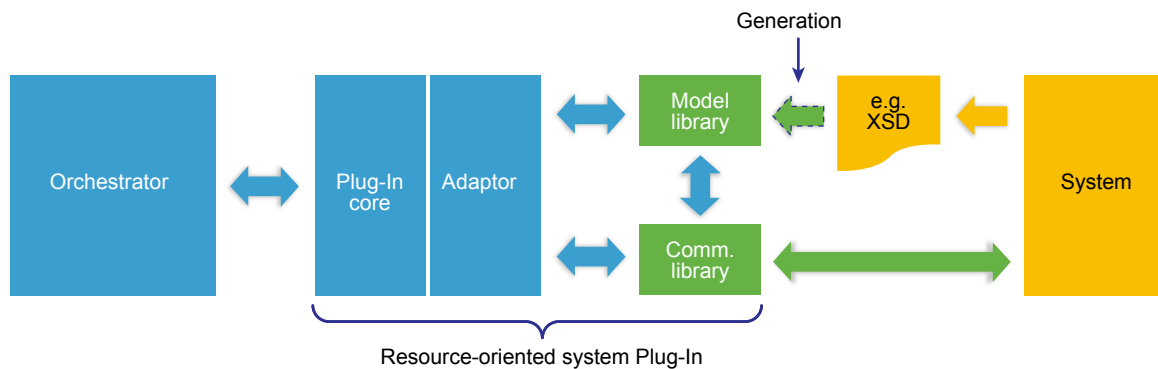 Generation
Orchestrator
Plug-In
core
Adaptor
Model
library
e.g.
XSD
System
Comm.
library
Resource-oriented system Plug-In